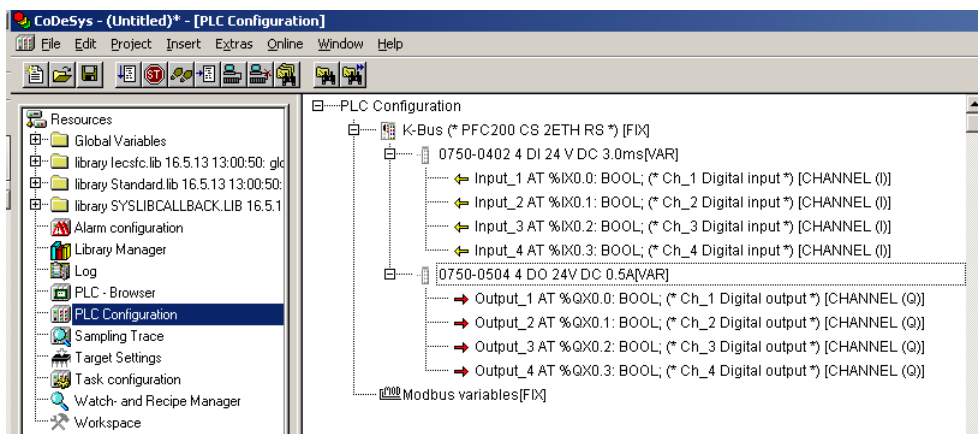 CoDeSys - (Untitled)* - [PLC Configuration]
File Edit Project Insert Extras Online Window Help
Resources
Global Variables
library Iecsfc.lib 16.5.13 13:00:50: glo
library Standard.lib 16.5.13 13:00:50:
library SYSLIBCALLBACK.LIB 16.5.1
Alarm configuration
Library Manager
Log
PLC - Browser
PLC Configuration
Sampling Trace
Target Settings
Task configuration
Watch- and Recipe Manager
Workspace
PLC Configuration
K-Bus (* PFC200 CS 2ETH RS *) [FIX]
0750-0402 4 DI 24 V DC 3.0ms[VAR]
Input_1 AT %IX0.0: BOOL; (* Ch_1 Digital input *) [CHANNEL (I)]
Input_2 AT %IX0.1: BOOL; (* Ch_2 Digital input *) [CHANNEL (I)]
Input_3 AT %IX0.2: BOOL; (* Ch_3 Digital input *) [CHANNEL (I)]
Input_4 AT %IX0.3: BOOL; (* Ch_4 Digital input *) [CHANNEL (I)]
0750-0504 4 DO 24V DC 0.5A[VAR]
Output_1 AT %QX0.0: BOOL; (* Ch_1 Digital output *) [CHANNEL (Q)]
Output_2 AT %QX0.1: BOOL; (* Ch_2 Digital output *) [CHANNEL (Q)]
Output_3 AT %QX0.2: BOOL; (* Ch_3 Digital output *) [CHANNEL (Q)]
Output_4 AT %QX0.3: BOOL; (* Ch_4 Digital output *) [CHANNEL (Q)]
Modbus variables[FIX]